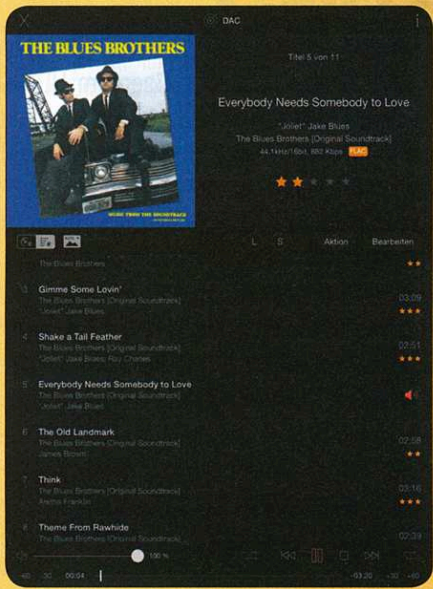 DAC
THE BLUES BROTHERS
MUSIC FROM THE SOUNDTRACK
Titel 5 von 11
Everybody Needs Somebody to Love
"Joliet" Jake Blues
The Blues Brothers [Original Soundtrack]
44.1kHz/16bit, 882 Kbps FLAC
L S Aktion Bearbeiten
The Blues Brothers
3 Gimme Some Lovin'
03:09
The Blues Brothers [Original Soundtrack]
"Joliet" Jake Blues
4 Shake a Tail Feather
02:51
The Blues Brothers [Original Soundtrack]
"Joliet" Jake Blues; Ray Charles
5 Everybody Needs Somebody to Love
The Blues Brothers [Original Soundtrack]
"Joliet" Jake Blues
6 The Old Landmark
02:58
The Blues Brothers [Original Soundtrack]
James Brown
7 Think
03:16
The Blues Brothers [Original Soundtrack]
Aretha Franklin
8 Theme From Rawhide
02:39
The Blues Brothers [Original Soundtrack]
100 %
-60 -30 00:04
-03:20 +30 +60